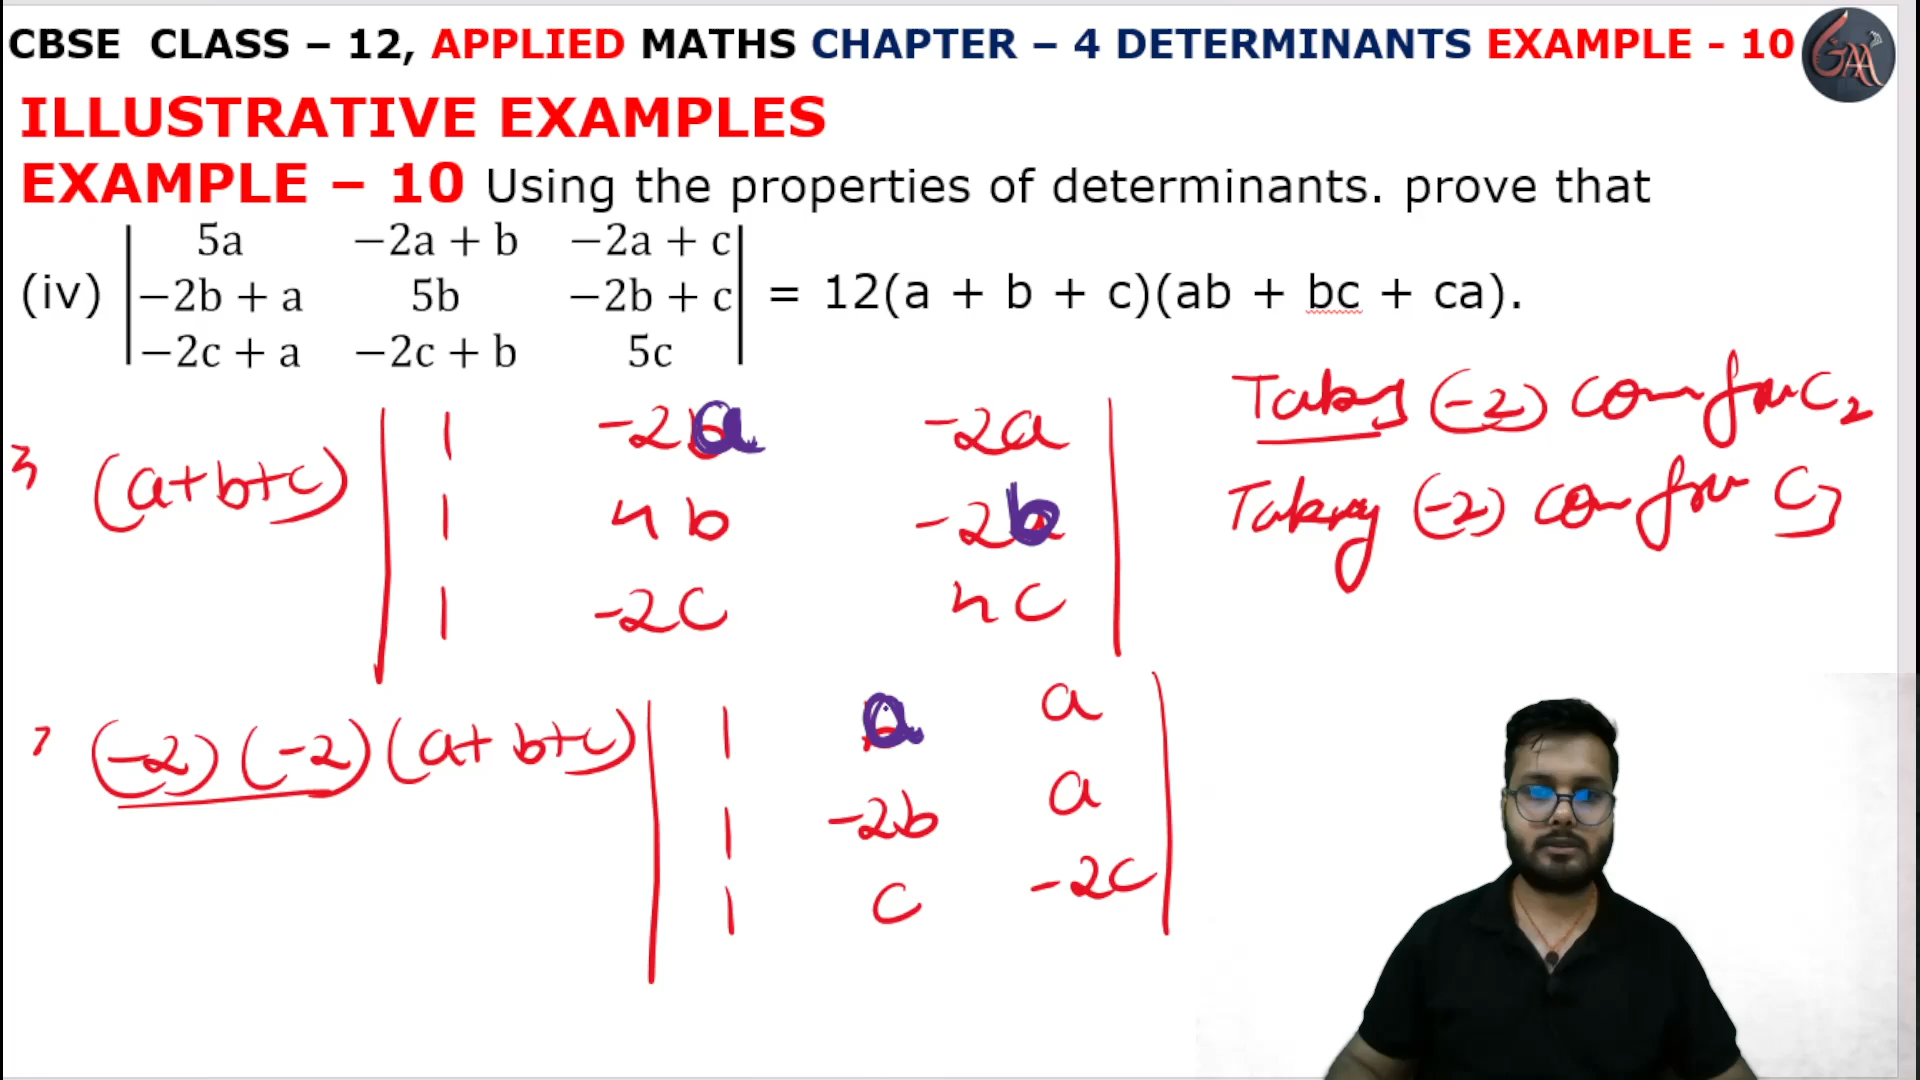 CBSE CLASS – 12, APPLIED MATHS CHAPTER – 4 DETERMINANTS EXAMPLE - 10
GAA
ILLUSTRATIVE EXAMPLES
EXAMPLE – 10 Using the properties of determinants. prove that
(iv) | 5a −2a + b −2a + c |
| −2b + a 5b −2b + c | = 12(a + b + c)(ab + bc + ca).
| −2c + a −2c + b 5c |
(a+b+c) | 1 -2a -2a |
| 1 4b -2b |
| 1 -2c 4c |
Taking (-2) com from C2
Taking (-2) com from C3
(-2)(-2)(a+b+c) | 1 a a |
| 1 -2b a |
| 1 c -2c |